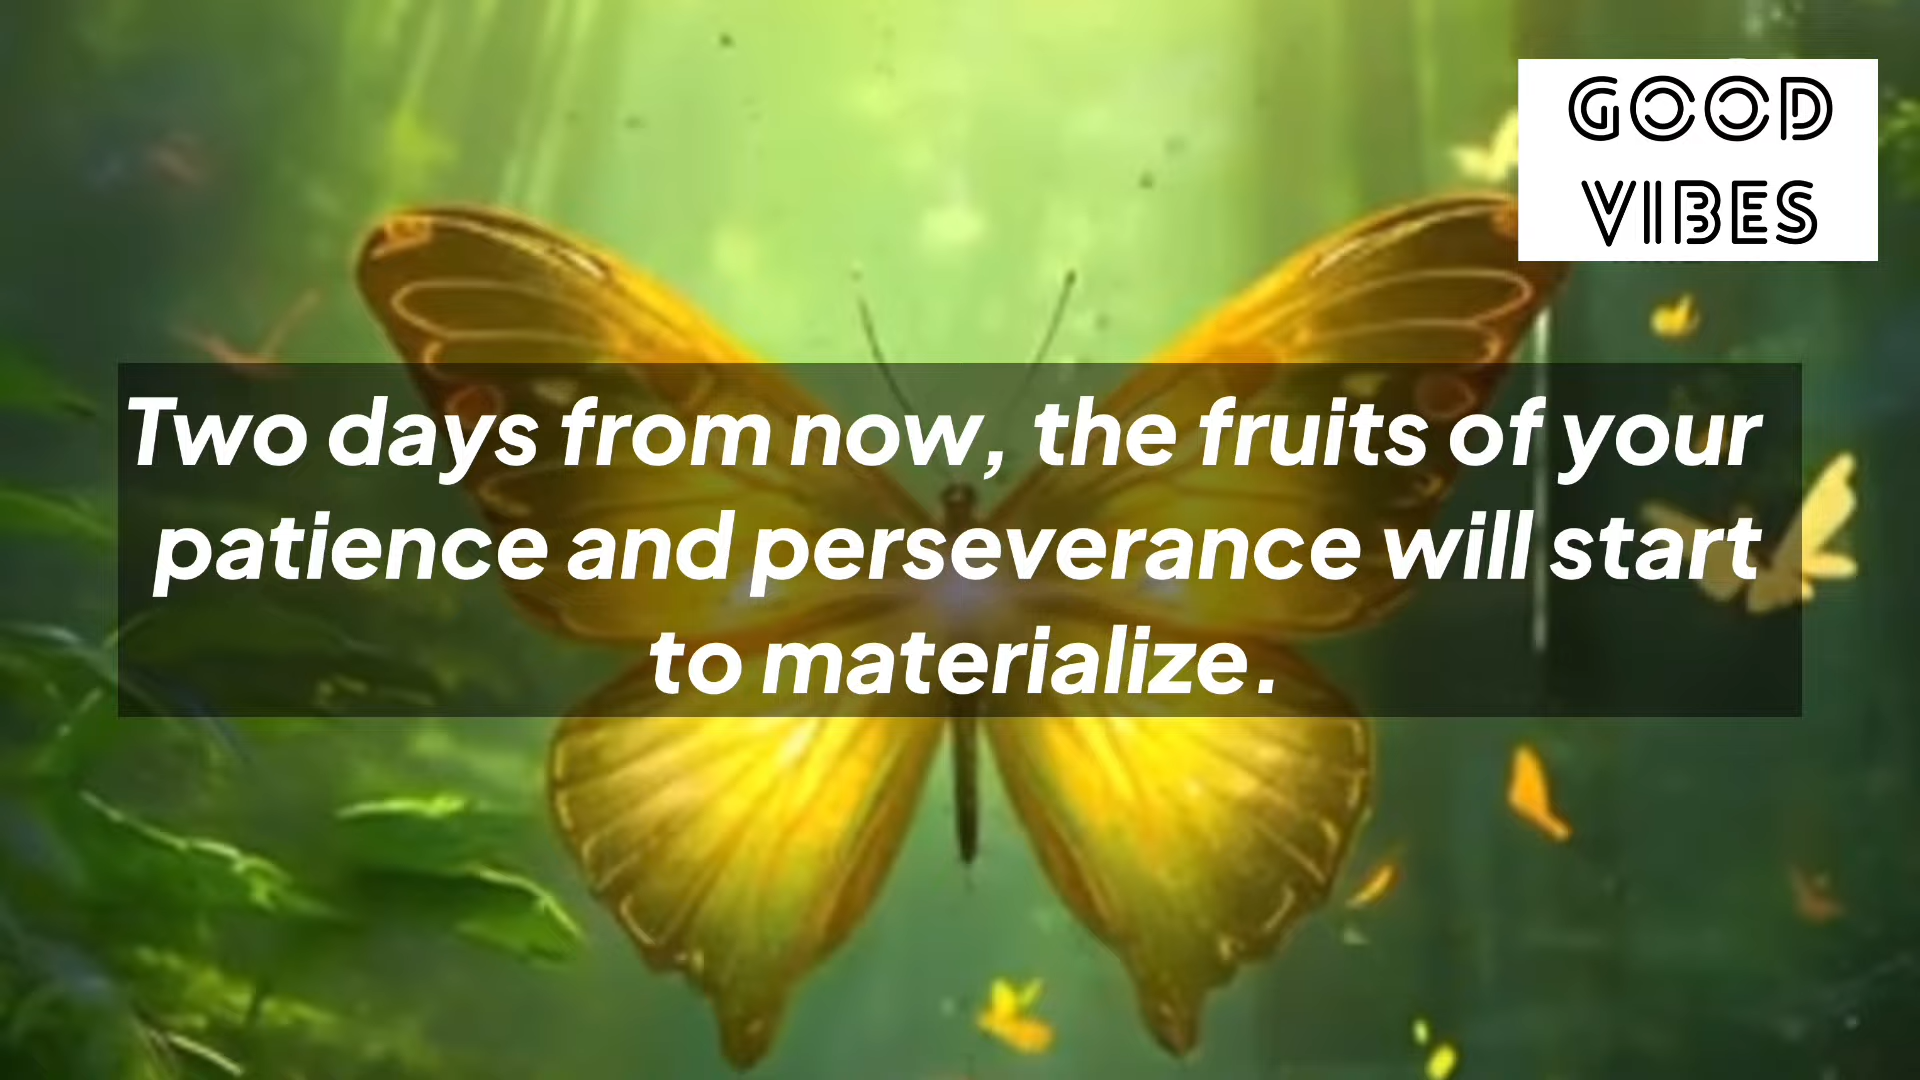 GOOD
VIBES
Two days from now, the fruits of your
patience and perseverance will start
to materialize.